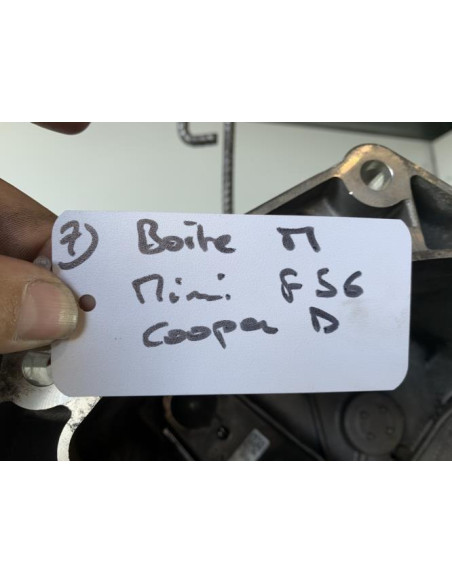 7) Boite M
Mini F56
Cooper D